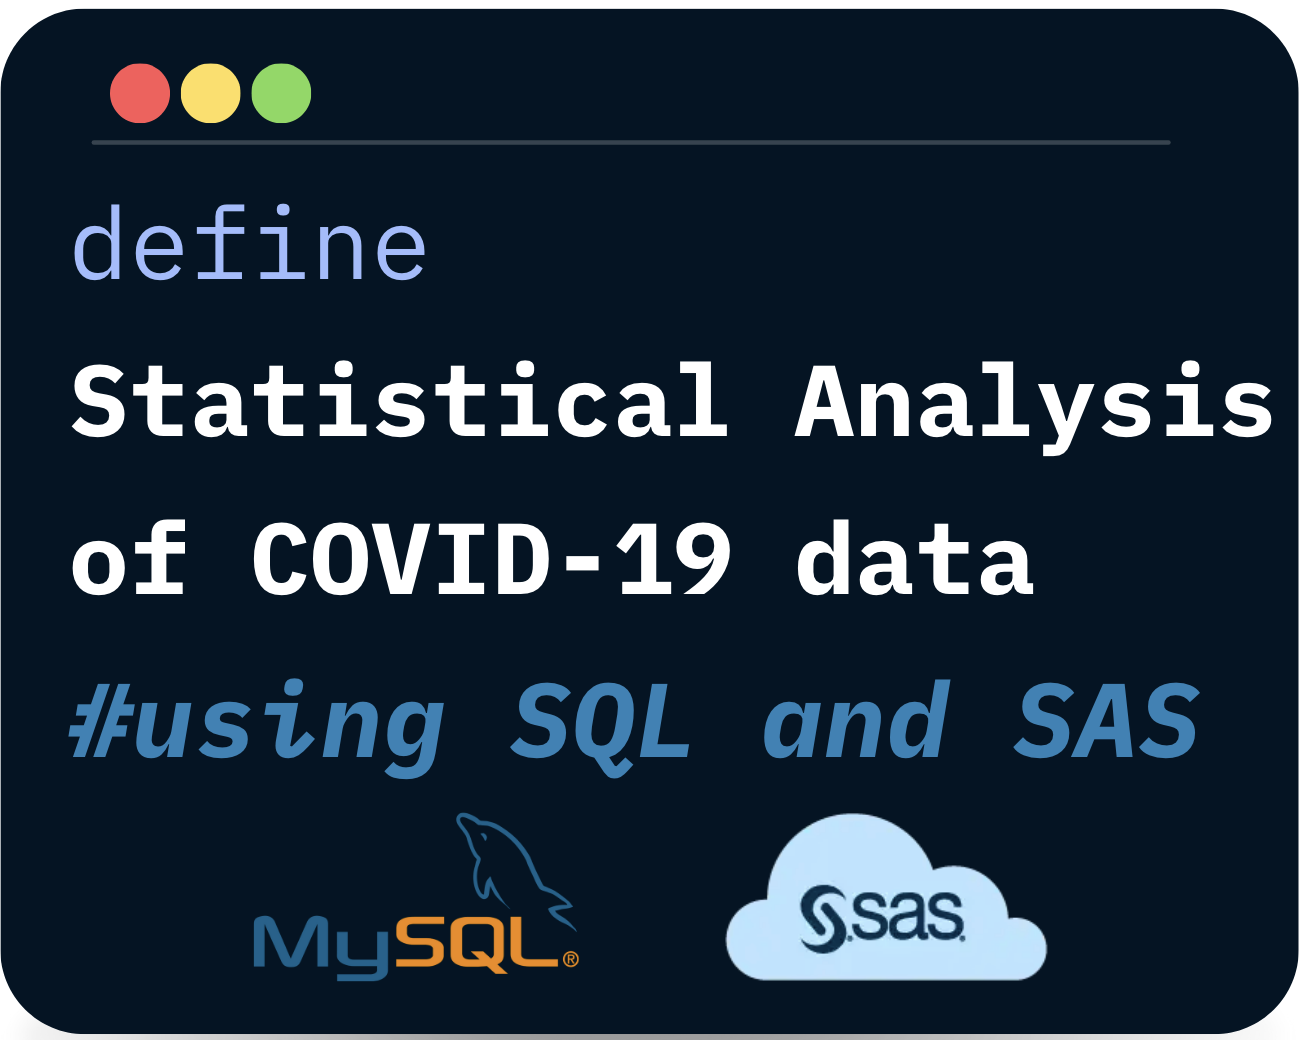 define
Statistical Analysis
of COVID-19 data
#using SQL and SAS
MySQL®
S.sas.